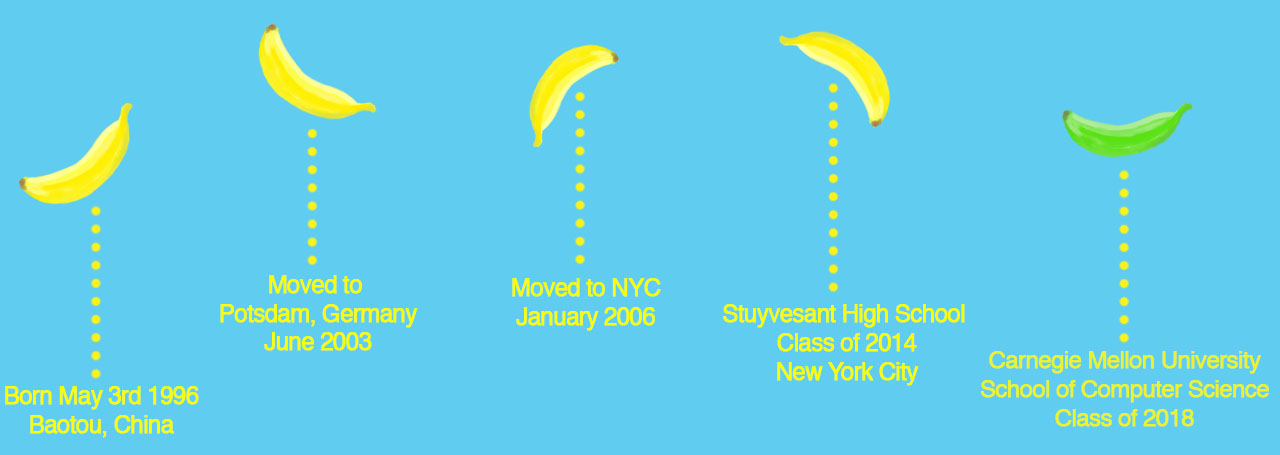 Born May 3rd 1996
Baotou, China
Moved to
Potsdam, Germany
June 2003
Moved to NYC
January 2006
Stuyvesant High School
Class of 2014
New York City
Carnegie Mellon University
School of Computer Science
Class of 2018